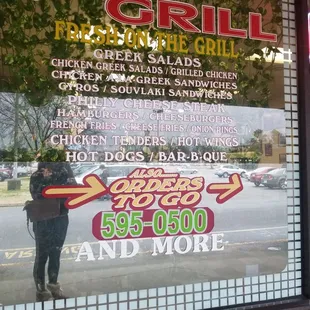 GRILL
FRESH ON THE GRILL
GREEK SALADS
CHICKEN GREEK SALADS / GRILLED CHICKEN
CHICKEN ALA GREEK SANDWICHES
GYROS / SOUVLAKI SANDWICHES
PHILLY CHEESE STEAK
HAMBURGERS / CHEESEBURGERS
FRENCH FRIES / CHEESE FRIES / ONION RINGS
CHICKEN TENDERS / HOT WINGS
HOT DOGS / BAR-B-QUE
ALSO......
ORDERS
TO GO
595-0500
AND MORE